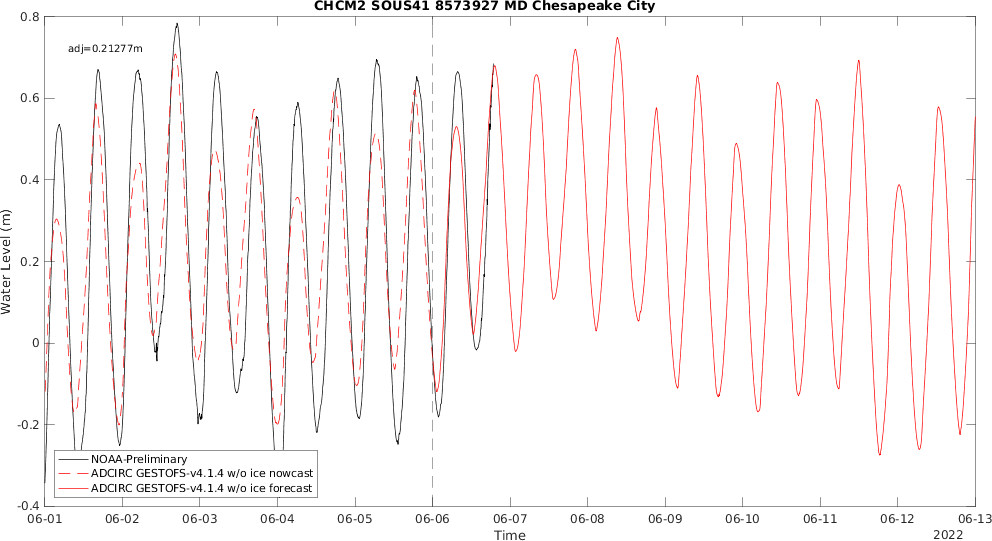 CHCM2 SOUS41 8573927 MD Chesapeake City
adj=0.21277m
0.8
0.6
0.4
0.2
0
-0.2
-0.4
Water Level (m)
NOAA-Preliminary
ADCIRC GESTOFS-v4.1.4 w/o ice nowcast
ADCIRC GESTOFS-v4.1.4 w/o ice forecast
06-01 06-02 06-03 06-04 06-05 06-06 06-07 06-08 06-09 06-10 06-11 06-12 06-13
Time
2022